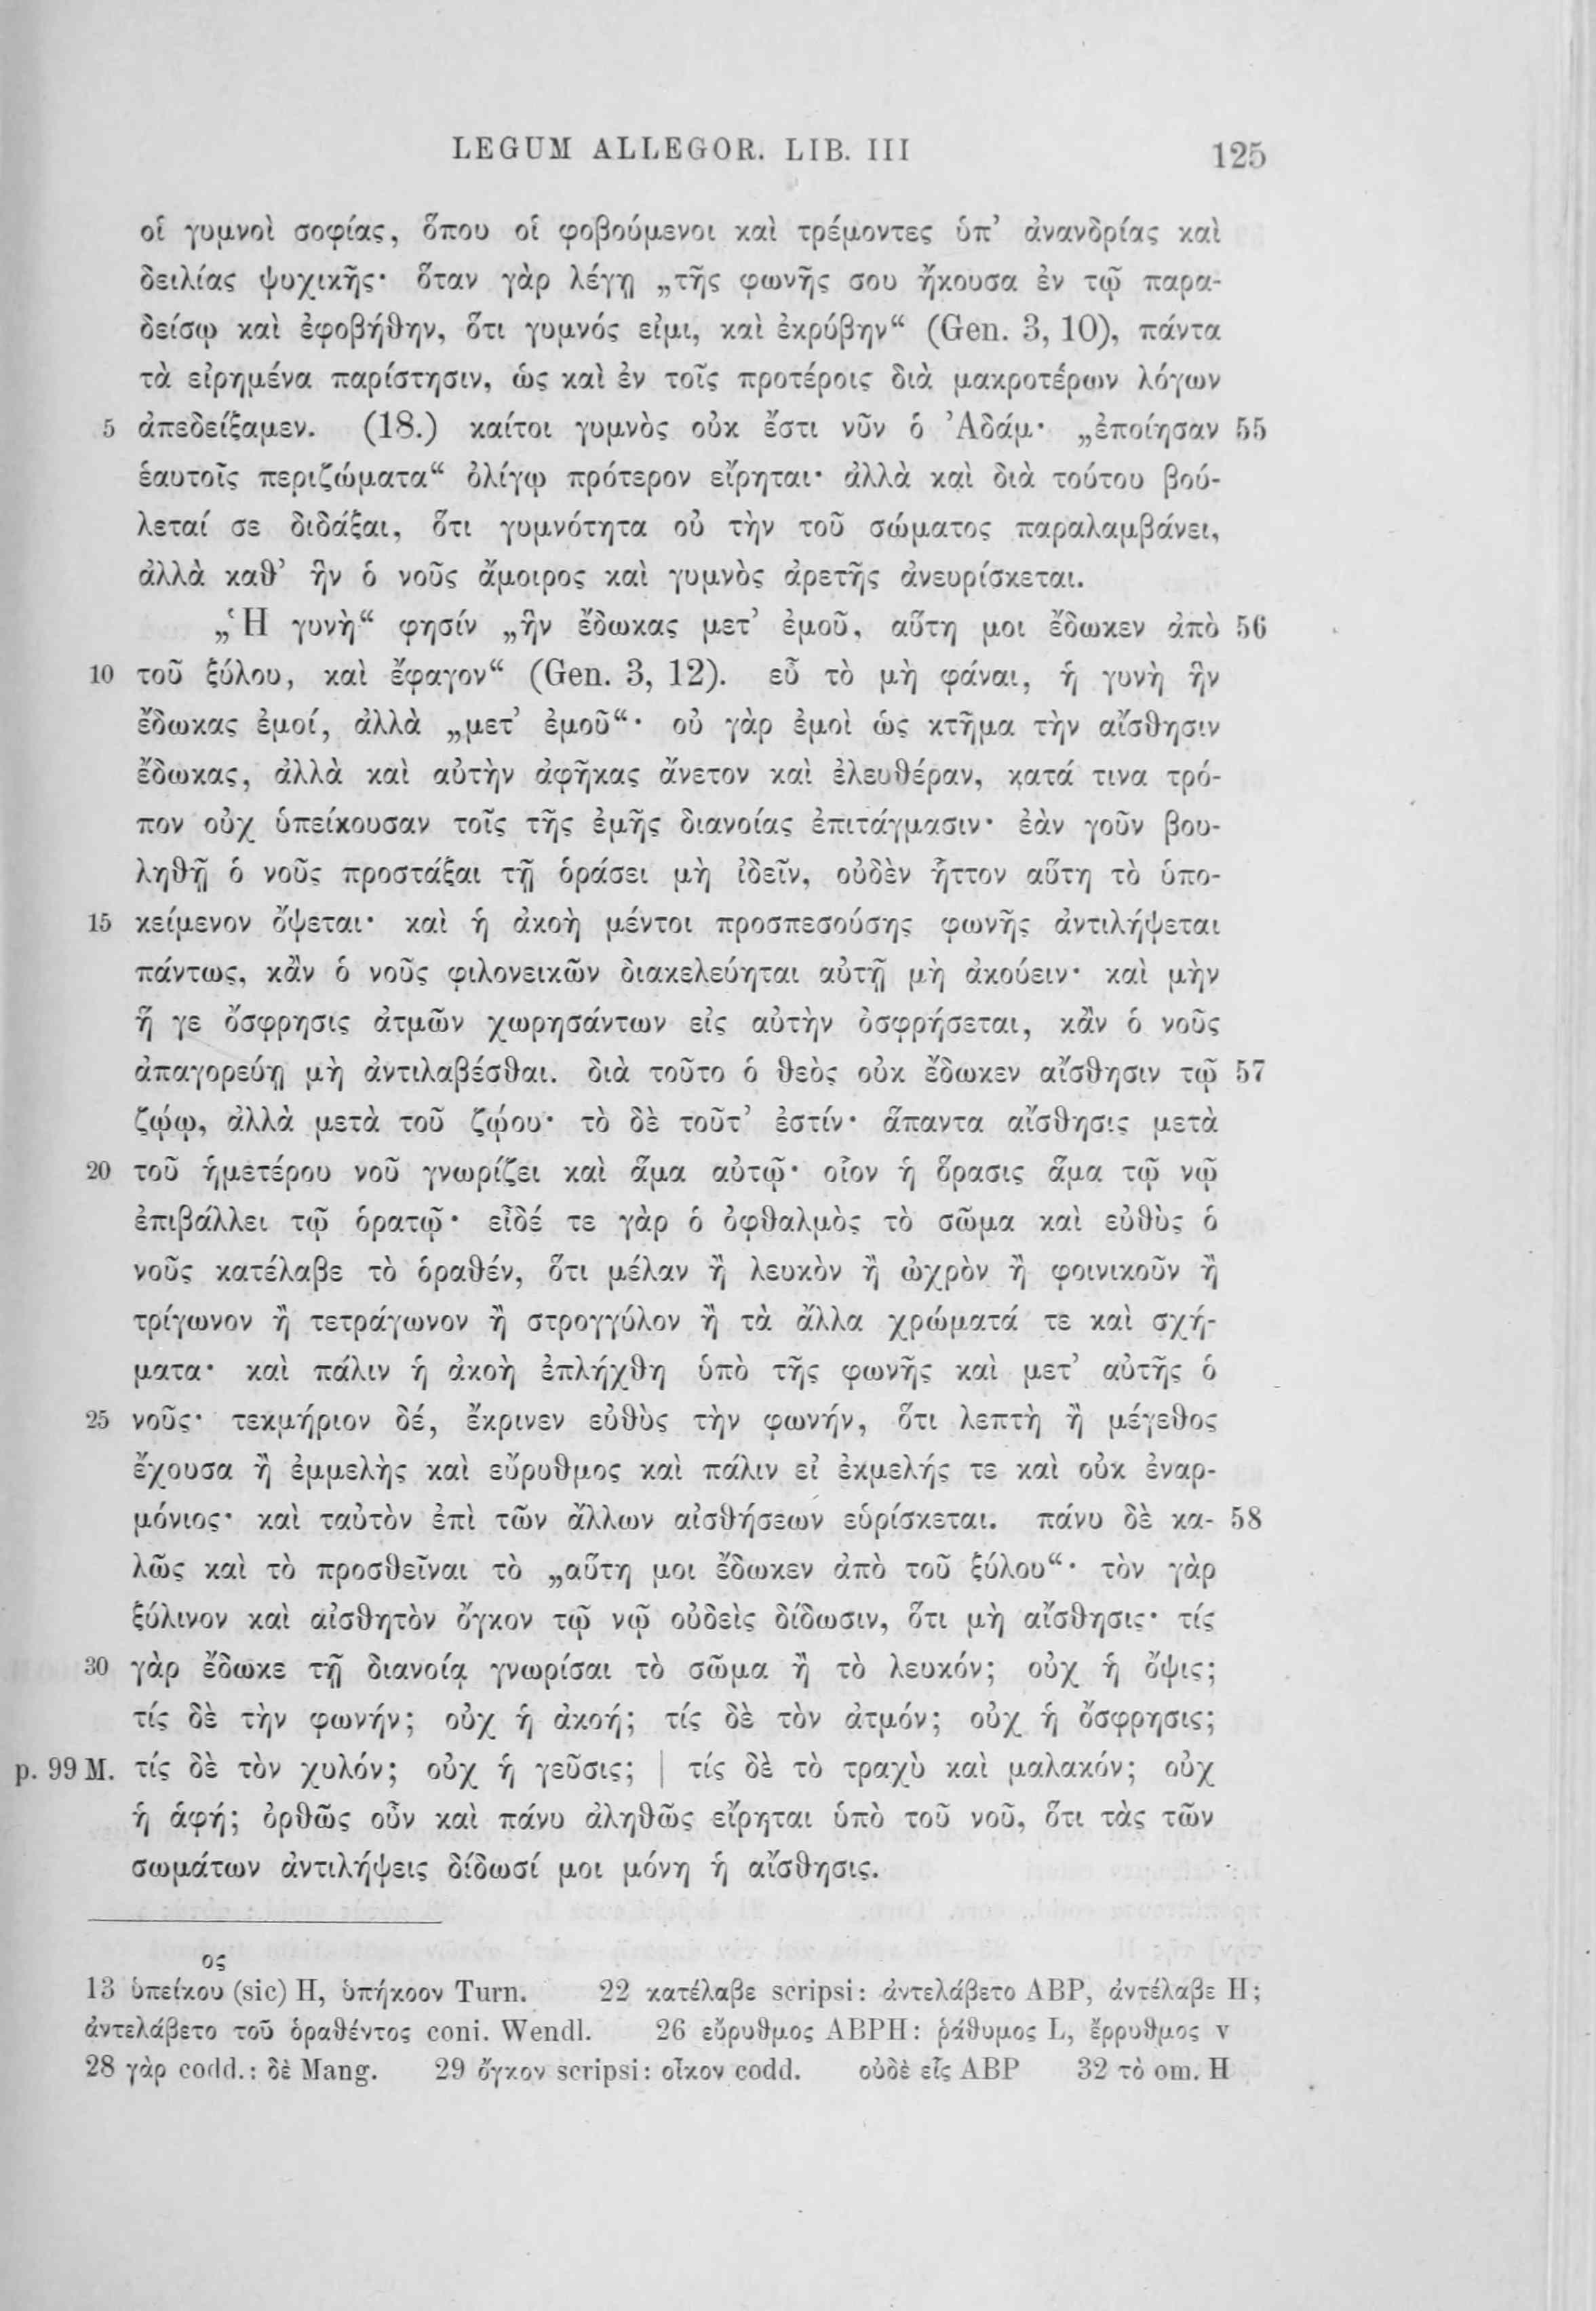 LEGUM ALLEGOR. LIB. III 125
οἱ γυμνοὶ σοφίας, ὅπου οἱ φοβούμενοι καὶ τρέμοντες ὑπ’ ἀνανδρίας καὶ
δειλίας ψυχικῆς· ὅταν γὰρ λέγῃ „τῆς φωνῆς σου ἤκουσα ἐν τῷ παρα-
δείσῳ καὶ ἐφοβήθην, ὅτι γυμνός εἰμι, καὶ ἐκρύβην“ (Gen. 3, 10), πάντα
τὰ εἰρημένα παρίστησιν, ὡς καὶ ἐν τοῖς προτέροις διὰ μακροτέρων λόγων
5 ἀπεδείξαμεν. (18.) καίτοι γυμνὸς οὐκ ἔστι νῦν ὁ Ἀδάμ· „ἐποίησαν 55
ἑαυτοῖς περιζώματα“ ὀλίγῳ πρότερον εἴρηται· ἀλλὰ καὶ διὰ τούτου βού-
λεταί σε διδάξαι, ὅτι γυμνότητα οὐ τὴν τοῦ σώματος παραλαμβάνει,
ἀλλὰ καθ’ ἣν ὁ νοῦς ἄμοιρος καὶ γυμνὸς ἀρετῆς ἀνευρίσκεται.
„Ἡ γυνὴ“ φησίν „ἣν ἔδωκας μετ’ ἐμοῦ, αὕτη μοι ἔδωκεν ἀπὸ 56
10 τοῦ ξύλου, καὶ ἔφαγον“ (Gen. 3, 12). εὖ τὸ μὴ φάναι, ἡ γυνὴ ἣν
ἔδωκας ἐμοί, ἀλλὰ „μετ’ ἐμοῦ“· οὐ γὰρ ἐμοὶ ὡς κτῆμα τὴν αἴσθησιν
ἔδωκας, ἀλλὰ καὶ αὐτὴν ἀφῆκας ἄνετον καὶ ἐλευθέραν, κατά τινα τρό-
πον οὐχ ὑπείκουσαν τοῖς τῆς ἐμῆς διανοίας ἐπιτάγμασιν· ἐὰν γοῦν βου-
ληθῇ ὁ νοῦς προστάξαι τῇ ὁράσει μὴ ἰδεῖν, οὐδὲν ἧττον αὕτη τὸ ὑπο-
15 κείμενον ὄψεται· καὶ ἡ ἀκοὴ μέντοι προσπεσούσης φωνῆς ἀντιλήψεται
πάντως, κἂν ὁ νοῦς φιλονεικῶν διακελεύηται αὐτῇ μὴ ἀκούειν· καὶ μὴν
ἥ γε ὄσφρησις ἀτμῶν χωρησάντων εἰς αὐτὴν ὀσφρήσεται, κἂν ὁ νοῦς
ἀπαγορεύῃ μὴ ἀντιλαβέσθαι. διὰ τοῦτο ὁ θεὸς οὐκ ἔδωκεν αἴσθησιν τῷ 57
ζῴῳ, ἀλλὰ μετὰ τοῦ ζῴου· τὸ δὲ τοῦτ’ ἐστίν· ἅπαντα αἴσθησις μετὰ
20 τοῦ ἡμετέρου νοῦ γνωρίζει καὶ ἅμα αὐτῷ· οἷον ἡ ὅρασις ἅμα τῷ νῷ
ἐπιβάλλει τῷ ὁρατῷ· εἶδέ τε γὰρ ὁ ὀφθαλμὸς τὸ σῶμα καὶ εὐθὺς ὁ
νοῦς κατέλαβε τὸ ὁραθέν, ὅτι μέλαν ἢ λευκὸν ἢ ὠχρὸν ἢ φοινικοῦν ἢ
τρίγωνον ἢ τετράγωνον ἢ στρογγύλον ἢ τὰ ἄλλα χρώματά τε καὶ σχή-
ματα· καὶ πάλιν ἡ ἀκοὴ ἐπλήχθη ὑπὸ τῆς φωνῆς καὶ μετ’ αὐτῆς ὁ
25 νοῦς· τεκμήριον δέ, ἔκρινεν εὐθὺς τὴν φωνήν, ὅτι λεπτὴ ἢ μέγεθος
ἔχουσα ἢ ἐμμελὴς καὶ εὔρυθμος καὶ πάλιν εἰ ἐκμελής τε καὶ οὐκ ἐναρ-
μόνιος· καὶ ταὐτὸν ἐπὶ τῶν ἄλλων αἰσθήσεων εὑρίσκεται. πάνυ δὲ κα- 58
λῶς καὶ τὸ προσθεῖναι τὸ „αὕτη μοι ἔδωκεν ἀπὸ τοῦ ξύλου“· τὸν γὰρ
ξύλινον καὶ αἰσθητὸν ὄγκον τῷ νῷ οὐδεὶς δίδωσιν, ὅτι μὴ αἴσθησις· τίς
30 γὰρ ἔδωκε τῇ διανοίᾳ γνωρίσαι τὸ σῶμα ἢ τὸ λευκόν; οὐχ ἡ ὄψις;
τίς δὲ τὴν φωνήν; οὐχ ἡ ἀκοή; τίς δὲ τὸν ἀτμόν; οὐχ ἡ ὄσφρησις;
p. 99 M. τίς δὲ τὸν χυλόν; οὐχ ἡ γεῦσις; | τίς δὲ τὸ τραχὺ καὶ μαλακόν; οὐχ
ἡ ἁφή; ὀρθῶς οὖν καὶ πάνυ ἀληθῶς εἴρηται ὑπὸ τοῦ νοῦ, ὅτι τὰς τῶν
σωμάτων ἀντιλήψεις δίδωσί μοι μόνη ἡ αἴσθησις.
ος
13 ὑπείκου (sic) H, ὑπήκοον Turn. 22 κατέλαβε scripsi: ἀντελάβετο ABP, ἀντέλαβε H;
ἀντελάβετο τοῦ ὁραθέντος coni. Wendl. 26 εὔρυθμος ABPH: ῥάθυμος L, ἔρρυθμος v
28 γὰρ codd.: δὲ Mang. 29 ὄγκον scripsi: οἶκον codd. οὐδὲ εἷς ABP 32 τὸ om. H